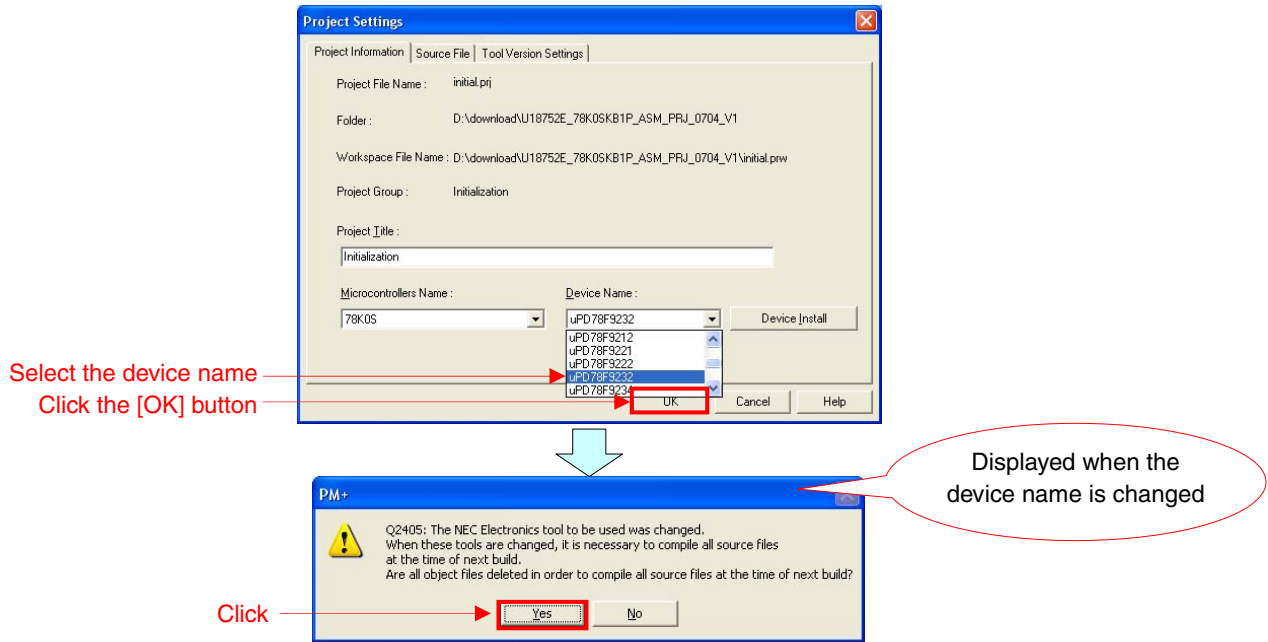 Project Settings
Project Information Source File Tool Version Settings
Project File Name : initial.prj
Folder : D:\download\U18752E_78K0SKB1P_ASM_PRJ_0704_V1
Workspace File Name : D:\download\U18752E_78K0SKB1P_ASM_PRJ_0704_V1\initial.prw
Project Group : Initialization
Project Title :
Initialization
Microcontrollers Name : Device Name :
78K0S uPD78F9232 Device Install
uPD78F9212
uPD78F9221
uPD78F9222
Select the device name uPD78F9232
uPD78F9234
Click the [OK] button OK Cancel Help
Displayed when the
device name is changed
PM+
Q2405: The NEC Electronics tool to be used was changed.
When these tools are changed, it is necessary to compile all source files
at the time of next build.
Are all object files deleted in order to compile all source files at the time of next build?
Click Yes No